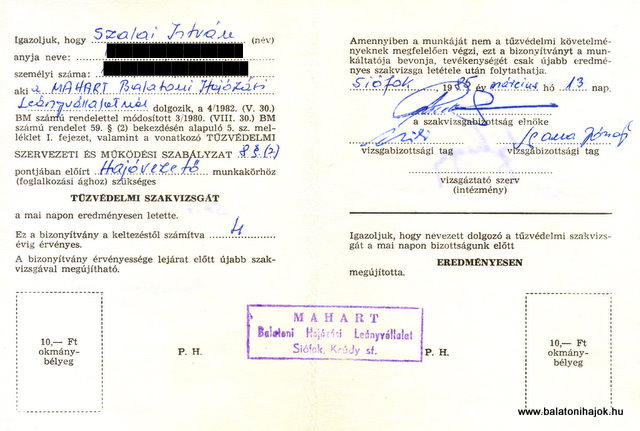 Igazoljuk, hogy Szalai István (név)
anyja neve:
személyi száma:
aki a MAHART Balatoni Hajózási
Leányvállalatnál dolgozik, a 4/1982. (V. 30.)
BM számú rendelettel módosított 3/1980. (VIII. 30.) BM
számú rendelet 59. § (2) bekezdésén alapuló 5. sz. mel-
léklet I. fejezet, valamint a vonatkozó TŰZVÉDELMI
SZERVEZETI ÉS MŰKÖDÉSI SZABÁLYZAT 8§(7)
pontjában előírt Hajóvezető munkakörhöz
(foglalkozási ághoz) szükséges
TŰZVÉDELMI SZAKVIZSGÁT
a mai napon eredményesen letette.
Ez a bizonyítvány a keltezéstől számítva 4
évig érvényes.
A bizonyítvány érvényessége lejárat előtt újabb szak-
vizsgával megújítható.
10,— Ft
okmány-
bélyeg
P. H.
Amennyiben a munkáját nem a tűzvédelmi követelmé-
nyeknek megfelelően végzi, ezt a bizonyítványt a mun-
káltatója bevonja, tevékenységét csak újabb eredmé-
nyes szakvizsga letétele után folytathatja.
Siófok, 1985 március hó 13 nap.
a szakvizsgabizottság elnöke
vizsgabizottsági tag vizsgabizottsági tag
vizsgáztató szerv
(intézmény)
Igazoljuk, hogy nevezett dolgozó a tűzvédelmi szakvizs-
gát a mai napon bizottságunk előtt
EREDMÉNYESEN
megújította.
MAHART
Balatoni Hajózási Leányvállalat
Siófok, Krúdy st.
P. H.
10,— Ft
okmány-
bélyeg
www.balatonihajok.hu